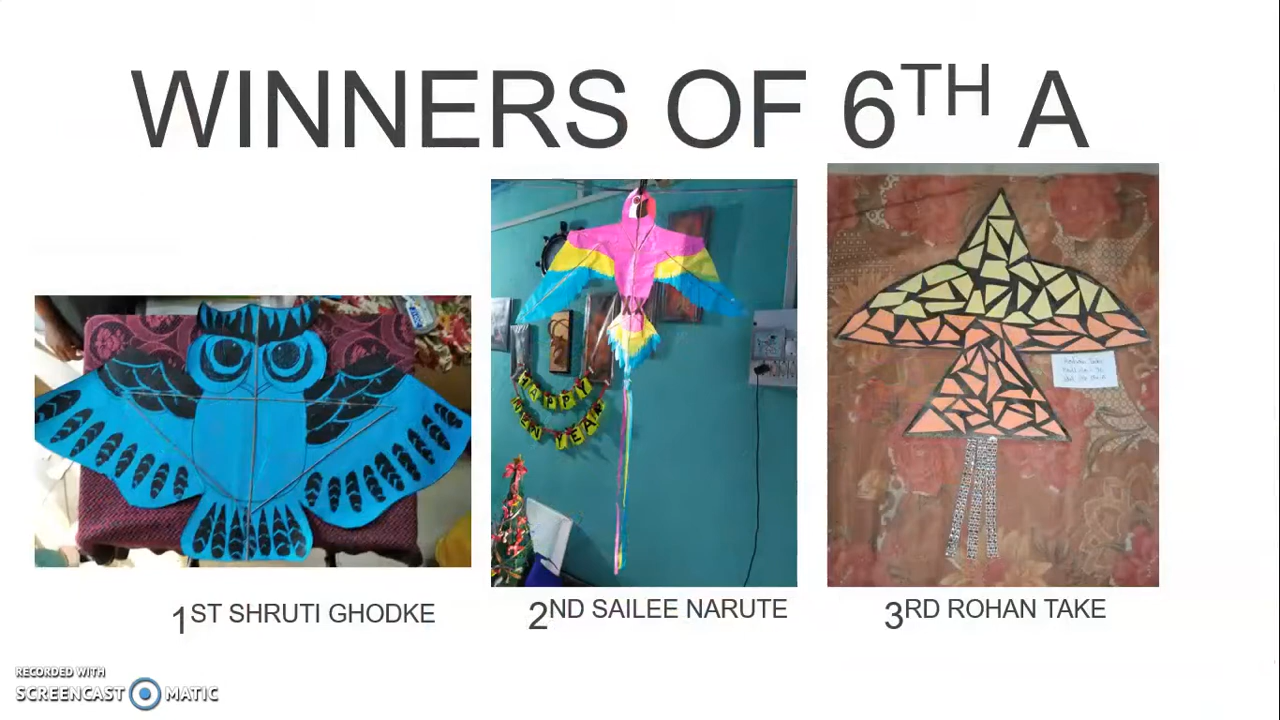 WINNERS OF 6TH A
HAPPY
NEW YEAR
1ST SHRUTI GHODKE
2ND SAILEE NARUTE
3RD ROHAN TAKE
RECORDED WITH
SCREENCAST MATIC